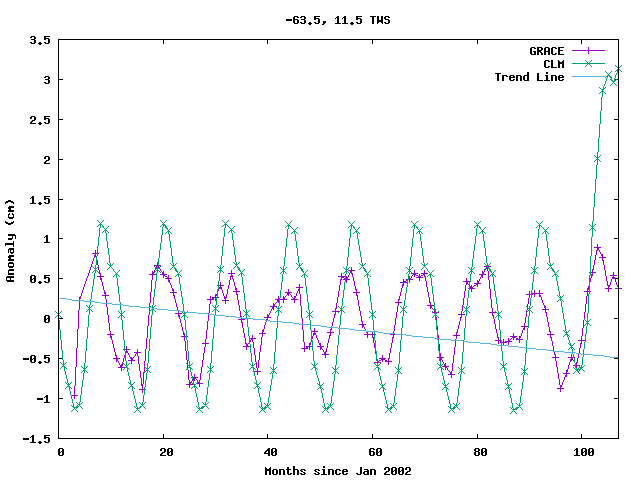 -63.5, 11.5 TWS
GRACE
CLM
Trend Line
3.5
3
2.5
2
1.5
1
0.5
0
-0.5
-1
-1.5
Anomaly (cm)
0 20 40 60 80 100
Months since Jan 2002